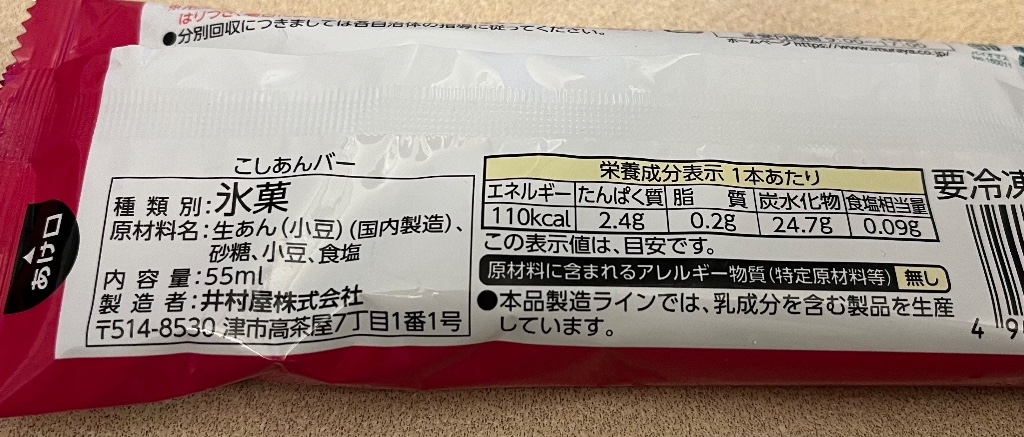 ●分別回収につきましては各自治体の指導に従ってください。
こしあんバー
種類別:氷菓
原材料名:生あん(小豆)(国内製造)、
砂糖、小豆、食塩
内容量:55ml
製造者:井村屋株式会社
〒514-8530 津市高茶屋7丁目1番1号
あけ口
栄養成分表示 1本あたり
エネルギー たんぱく質 脂質 炭水化物 食塩相当量
110kcal 2.4g 0.2g 24.7g 0.09g
この表示値は、目安です。
原材料に含まれるアレルギー物質(特定原材料等) 無し
●本品製造ラインでは、乳成分を含む製品を生産
しています。
要冷凍
4 9